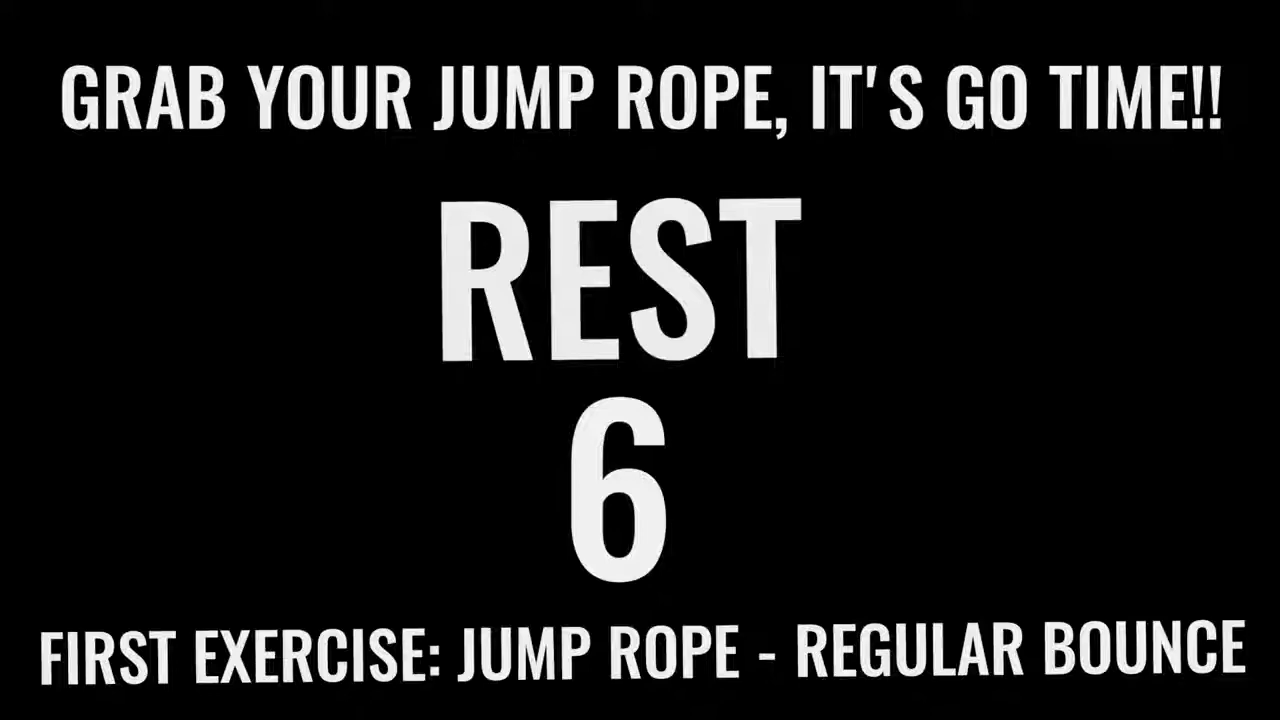 GRAB YOUR JUMP ROPE, IT'S GO TIME!!
REST
6
FIRST EXERCISE: JUMP ROPE - REGULAR BOUNCE